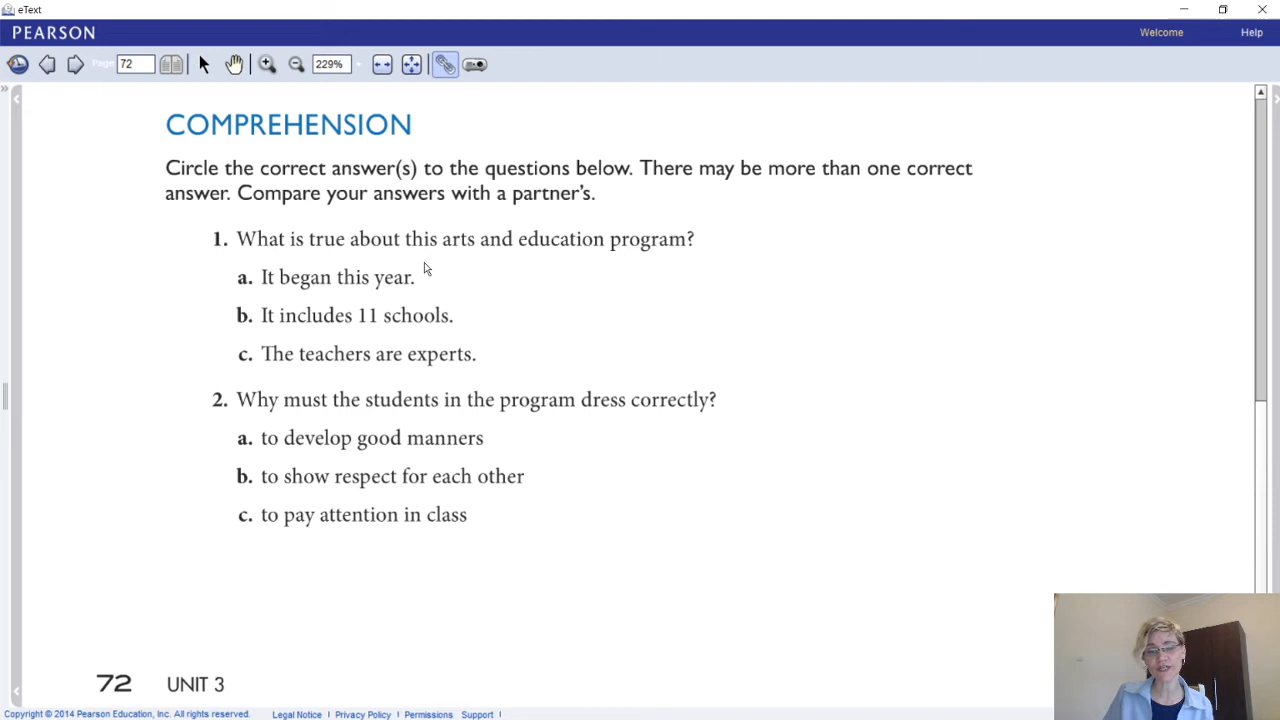 eText
PEARSON
Welcome
Help
Page
72
229%
COMPREHENSION
Circle the correct answer(s) to the questions below. There may be more than one correct
answer. Compare your answers with a partner's.
1. What is true about this arts and education program?
a. It began this year.
b. It includes 11 schools.
c. The teachers are experts.
2. Why must the students in the program dress correctly?
a. to develop good manners
b. to show respect for each other
c. to pay attention in class
72 UNIT 3
Copyright © 2014 Pearson Education, Inc. All rights reserved. Legal Notice | Privacy Policy | Permissions Support |